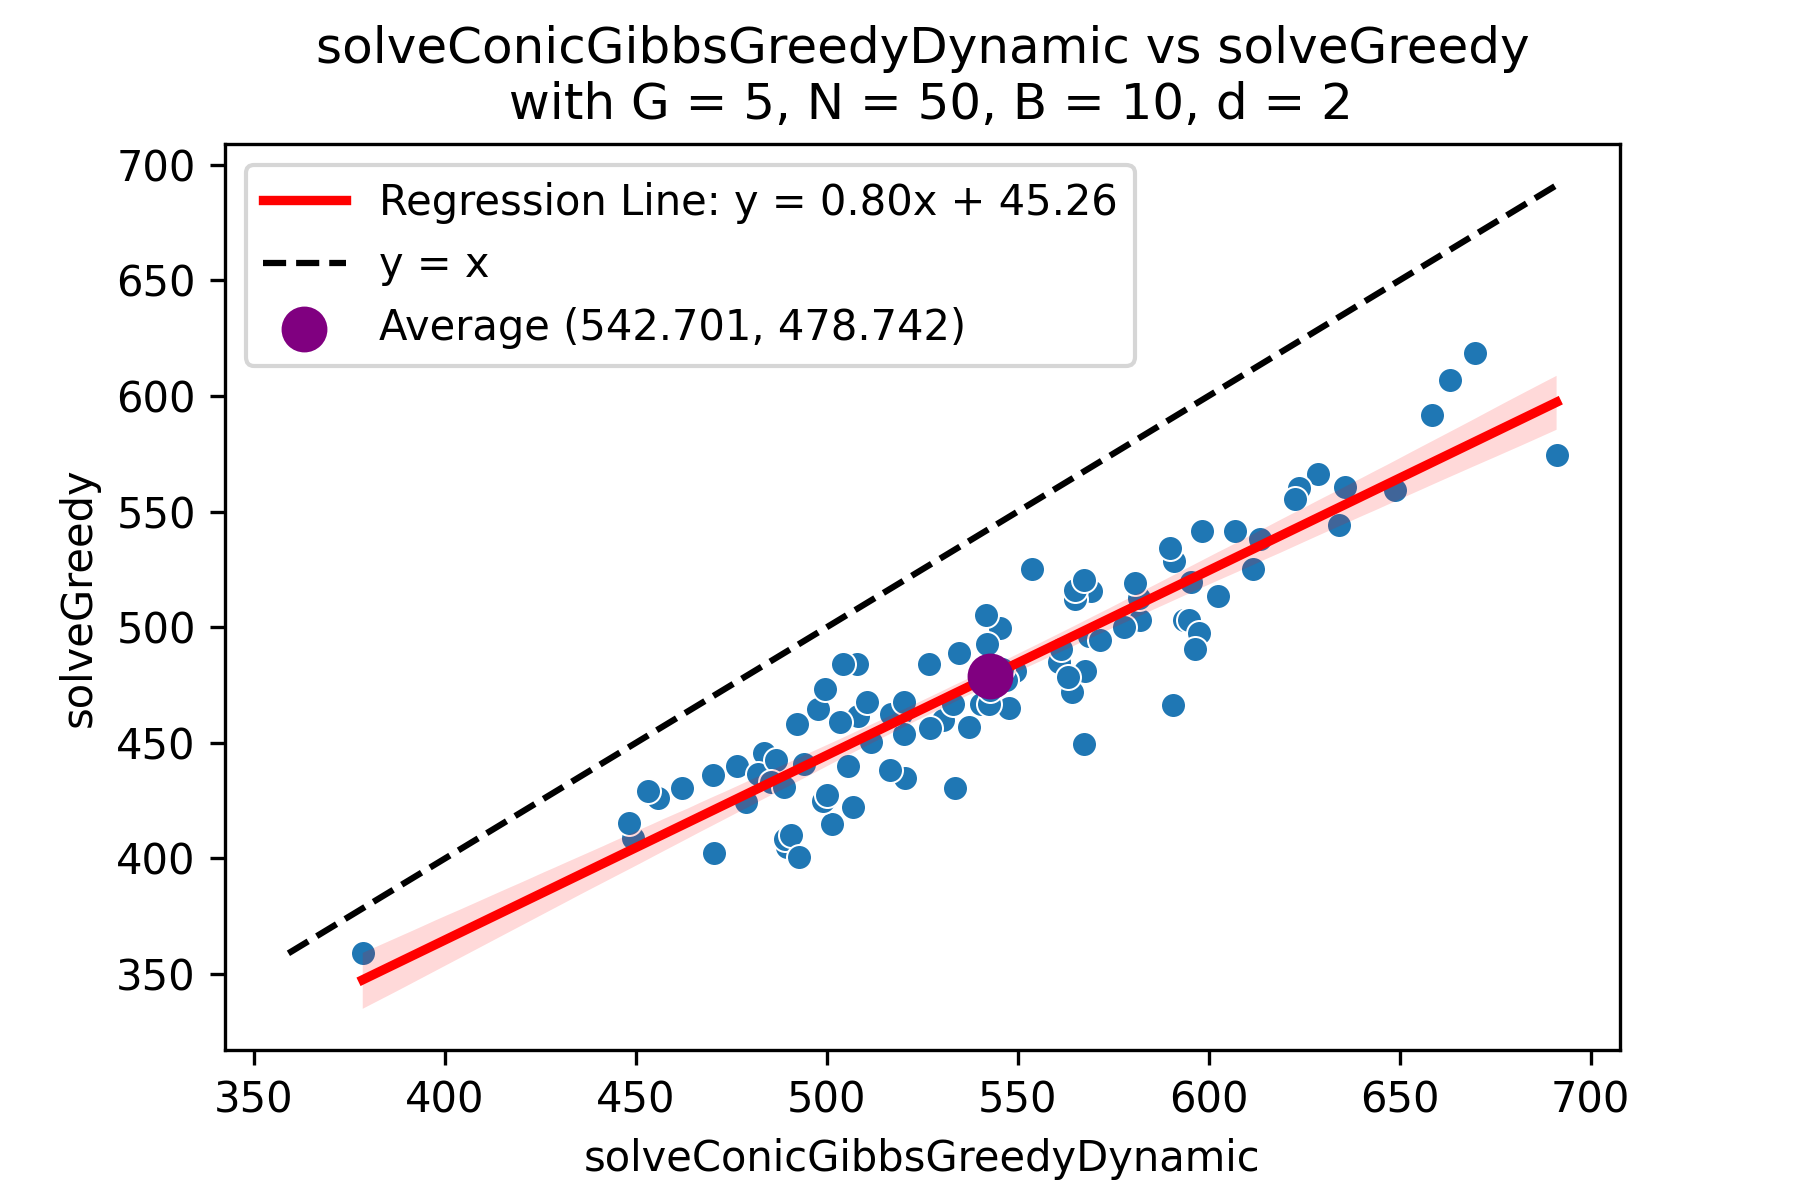 solveConicGibbsGreedyDynamic vs solveGreedy
with G = 5, N = 50, B = 10, d = 2
Regression Line: y = 0.80x + 45.26
y = x
Average (542.701, 478.742)
700
650
600
550
500
450
400
350
solveGreedy
350
400
450
500
550
600
650
700
solveConicGibbsGreedyDynamic